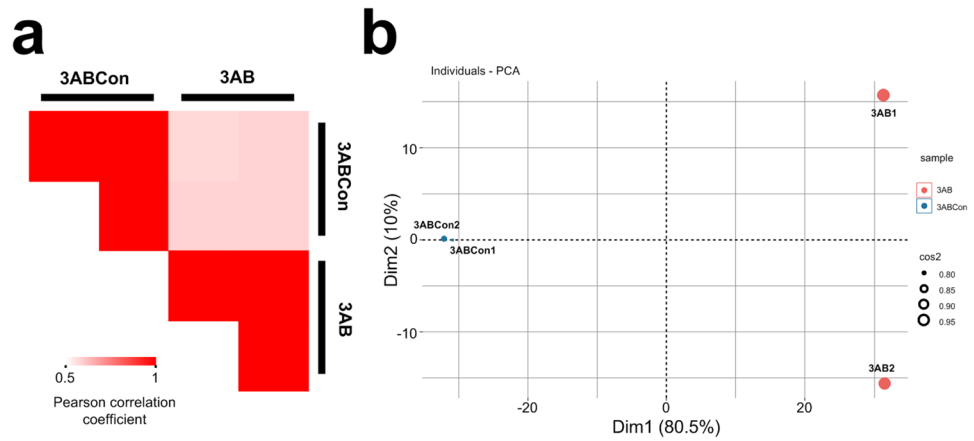 a
3ABCon 3AB
3ABCon
3AB
0.5 1
Pearson correlation
coefficient
b
Individuals - PCA
3AB1
10
3ABCon2
0
3ABCon1
-10
3AB2
-20 0 20
Dim1 (80.5%)
Dim2 (10%)
sample
3AB
3ABCon
cos2
0.80
0.85
0.90
0.95